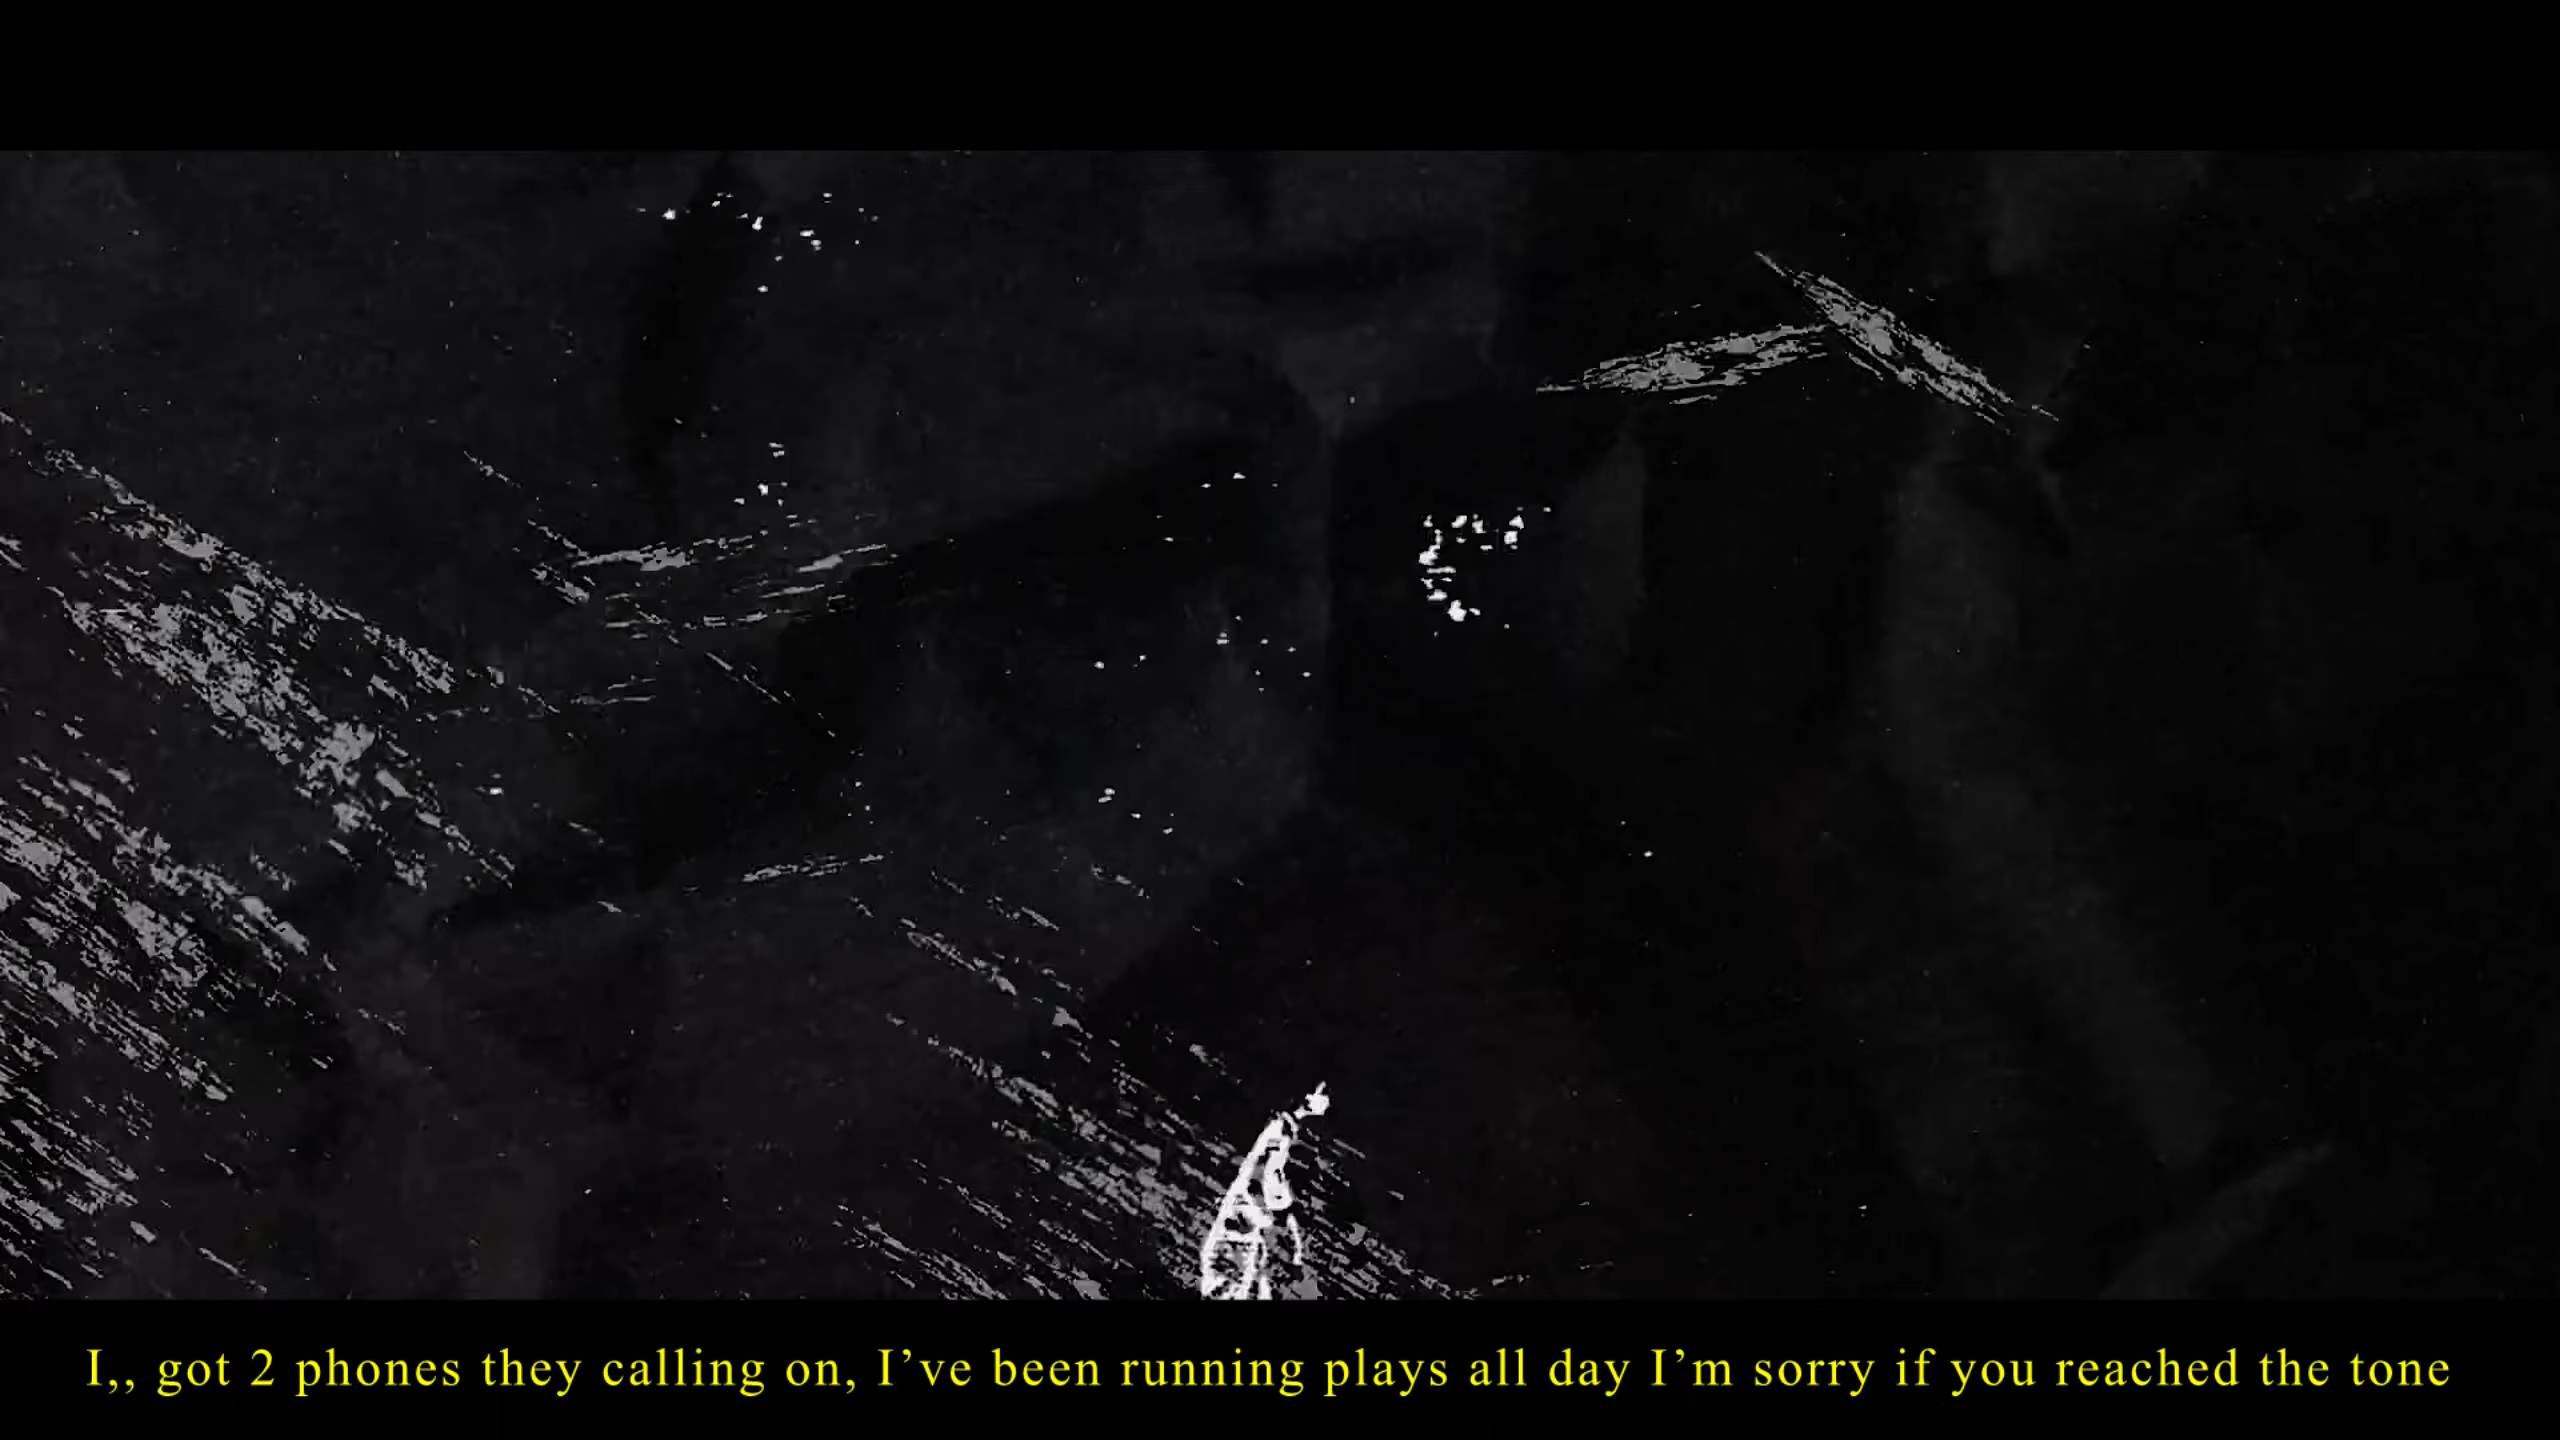 I,, got 2 phones they calling on, I’ve been running plays all day I’m sorry if you reached the tone